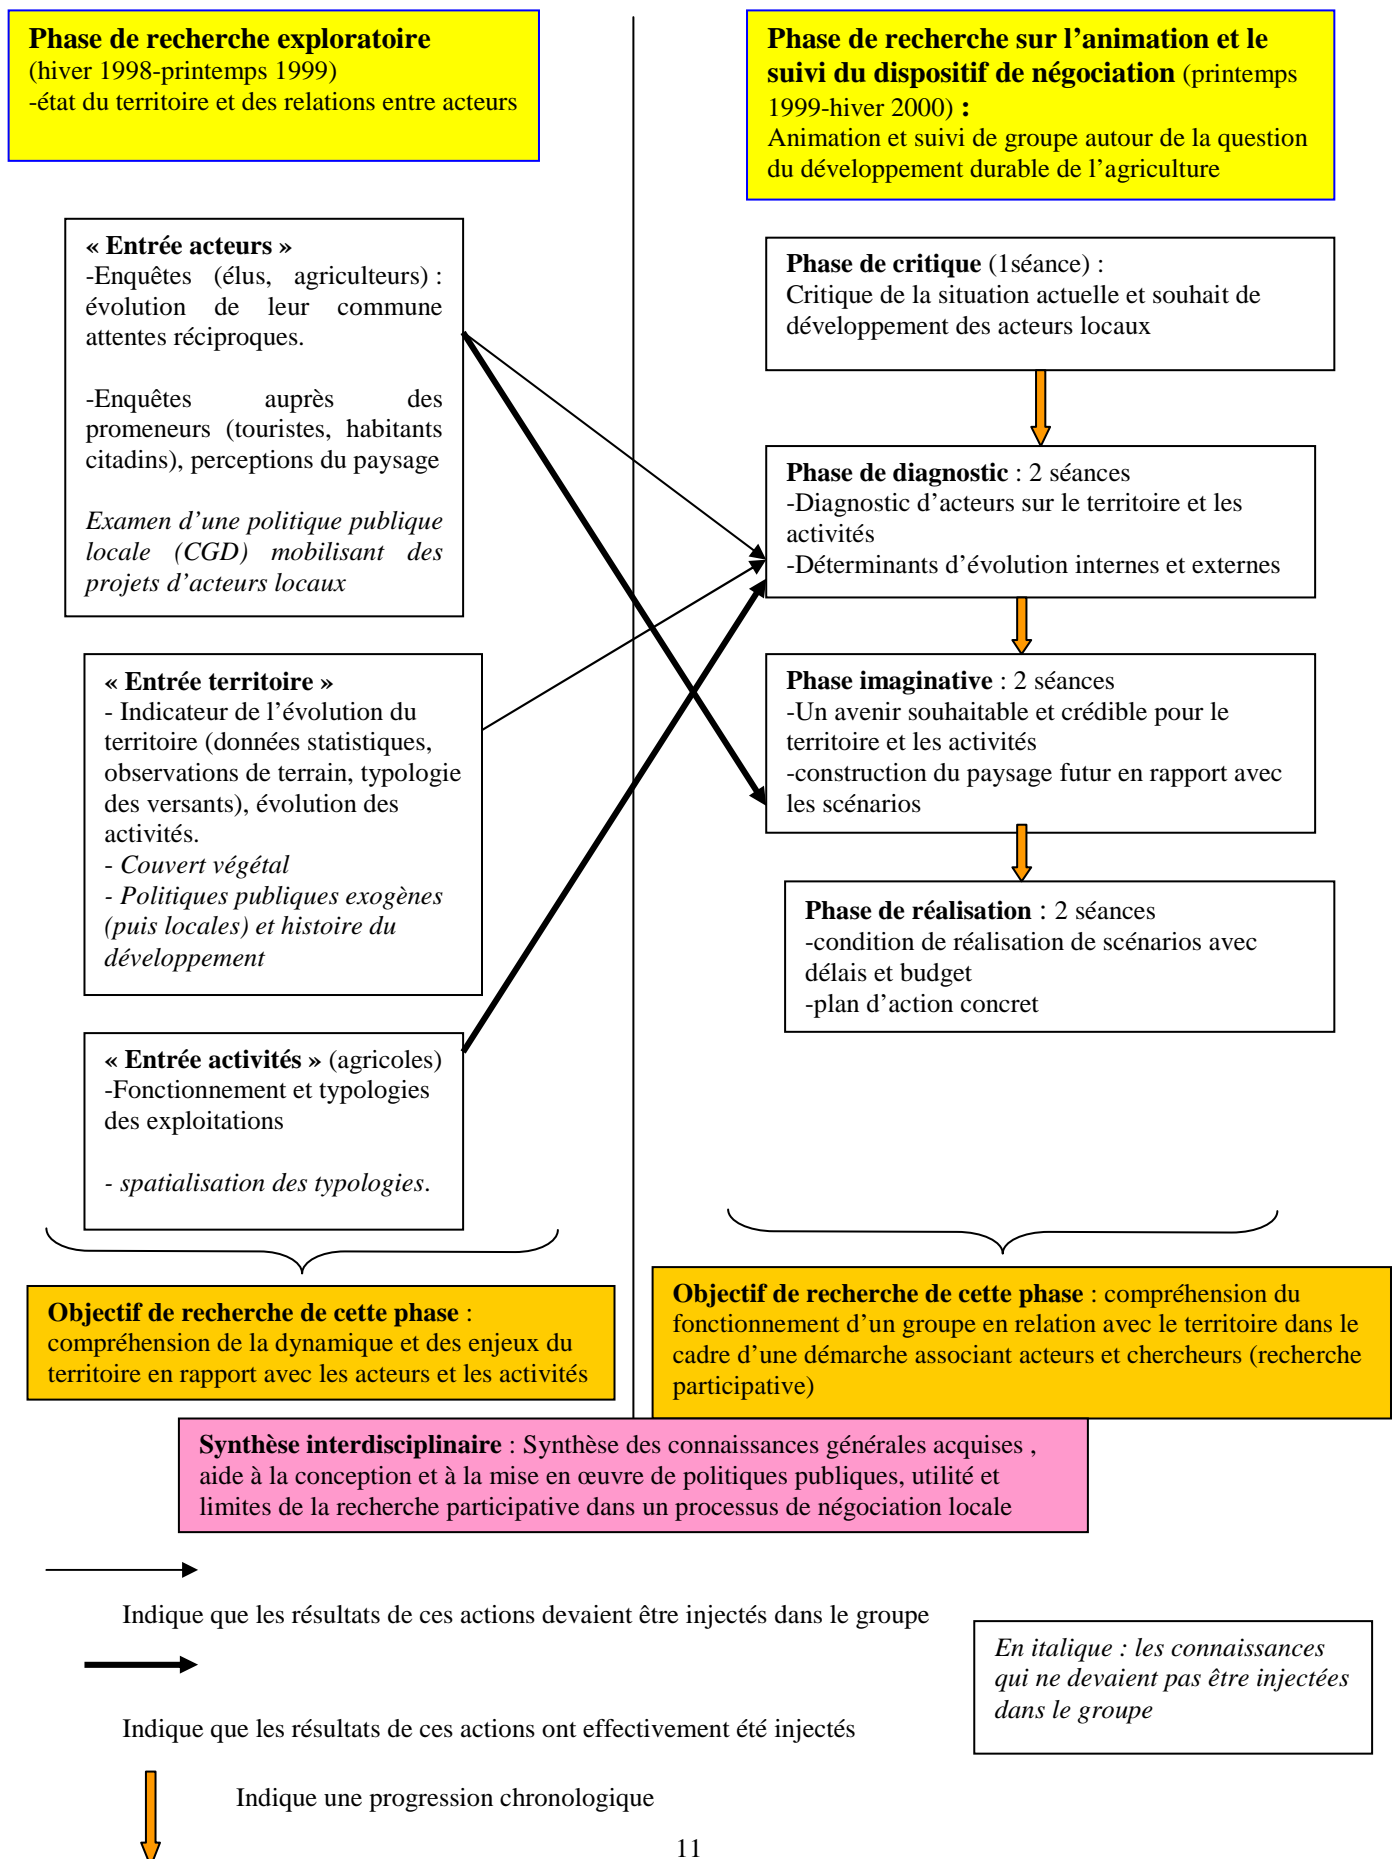 Phase de recherche exploratoire
(hiver 1998-printemps 1999)
-état du territoire et des relations entre acteurs
Phase de recherche sur l’animation et le
suivi du dispositif de négociation (printemps
1999-hiver 2000) :
Animation et suivi de groupe autour de la question
du développement durable de l’agriculture
« Entrée acteurs »
-Enquêtes (élus, agriculteurs) :
évolution de leur commune
attentes réciproques.
-Enquêtes auprès des
promeneurs (touristes, habitants
citadins), perceptions du paysage
Examen d’une politique publique
locale (CGD) mobilisant des
projets d’acteurs locaux
« Entrée territoire »
- Indicateur de l’évolution du
territoire (données statistiques,
observations de terrain, typologie
des versants), évolution des
activités.
- Couvert végétal
- Politiques publiques exogènes
(puis locales) et histoire du
développement
« Entrée activités » (agricoles)
-Fonctionnement et typologies
des exploitations
- spatialisation des typologies.
Phase de critique (1séance) :
Critique de la situation actuelle et souhait de
développement des acteurs locaux
Phase de diagnostic : 2 séances
-Diagnostic d’acteurs sur le territoire et les
activités
-Déterminants d’évolution internes et externes
Phase imaginative : 2 séances
-Un avenir souhaitable et crédible pour le
territoire et les activités
-construction du paysage futur en rapport avec
les scénarios
Phase de réalisation : 2 séances
-condition de réalisation de scénarios avec
délais et budget
-plan d’action concret
Objectif de recherche de cette phase :
compréhension de la dynamique et des enjeux du
territoire en rapport avec les acteurs et les activités
Objectif de recherche de cette phase : compréhension du
fonctionnement d’un groupe en relation avec le territoire dans le
cadre d’une démarche associant acteurs et chercheurs (recherche
participative)
Synthèse interdisciplinaire : Synthèse des connaissances générales acquises ,
aide à la conception et à la mise en œuvre de politiques publiques, utilité et
limites de la recherche participative dans un processus de négociation locale
Indique que les résultats de ces actions devaient être injectés dans le groupe
Indique que les résultats de ces actions ont effectivement été injectés
En italique : les connaissances
qui ne devaient pas être injectées
dans le groupe
Indique une progression chronologique
11